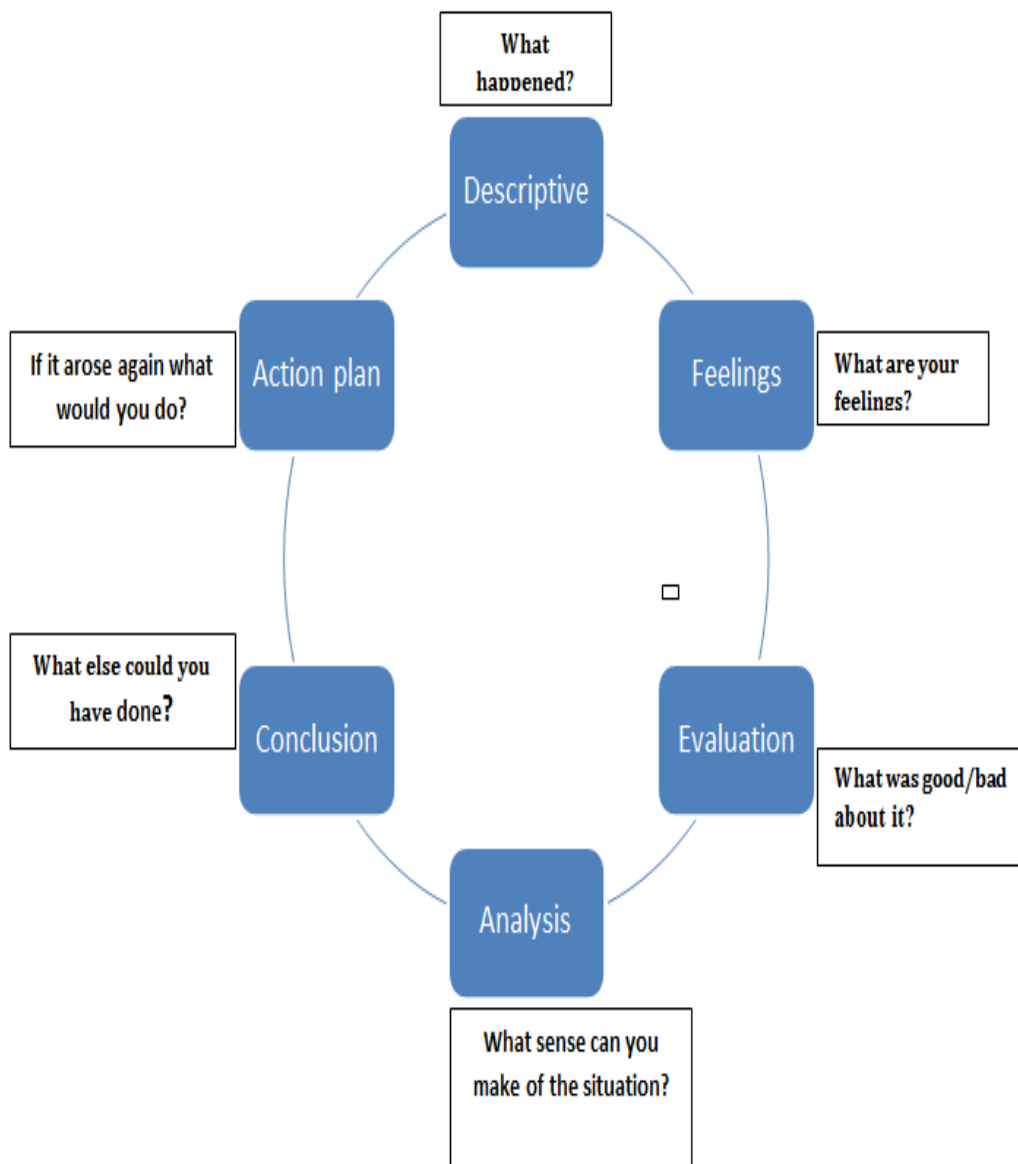 What
happened?
Descriptive
Feelings
What are your
feelings?
Evaluation
What was good/bad
about it?
Analysis
What sense can you
make of the situation?
Conclusion
What else could you
have done?
Action plan
If it arose again what
would you do?